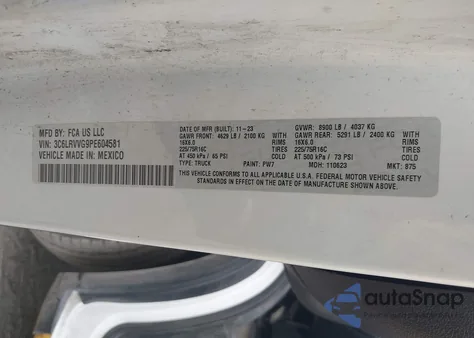 MFD BY: FCA US LLC
VIN: 3C6LRVVG9PE604581
VEHICLE MADE IN: MEXICO
DATE OF MFR (BUILT): 11-23
GAWR FRONT: 4629 LB / 2100 KG
16X6.0 RIMS
225/75R16C TIRES
AT 450 kPa / 65 PSI COLD
TYPE: TRUCK PAINT: PW7
GVWR: 8900 LB / 4037 KG
GAWR REAR: 5291 LB / 2400 KG
16X6.0 RIMS
225/75R16C TIRES
AT 500 kPa / 73 PSI COLD
MDH: 110623 MKT: 875
THIS VEHICLE CONFORMS TO ALL APPLICABLE U.S.A. FEDERAL MOTOR VEHICLE
SAFETY STANDARDS IN EFFECT ON THE DATE OF MANUFACTURE SHOWN ABOVE
autoSnap
www.autosnap.com